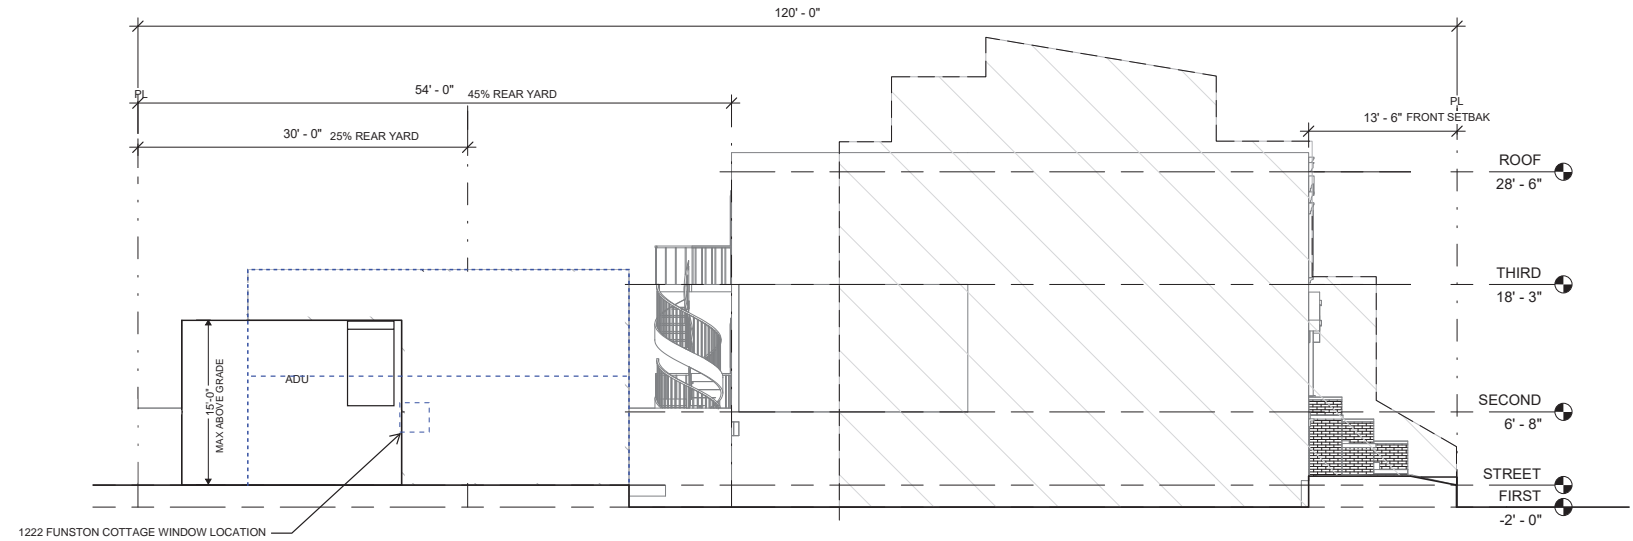 120' - 0"
PL
54' - 0" 45% REAR YARD
PL
13' - 6" FRONT SETBAK
30' - 0" 25% REAR YARD
ROOF
28' - 6"
THIRD
18' - 3"
15'-0"
MAX ABOVE GRADE
ADU
SECOND
6' - 8"
STREET
FIRST
-2' - 0"
1222 FUNSTON COTTAGE WINDOW LOCATION